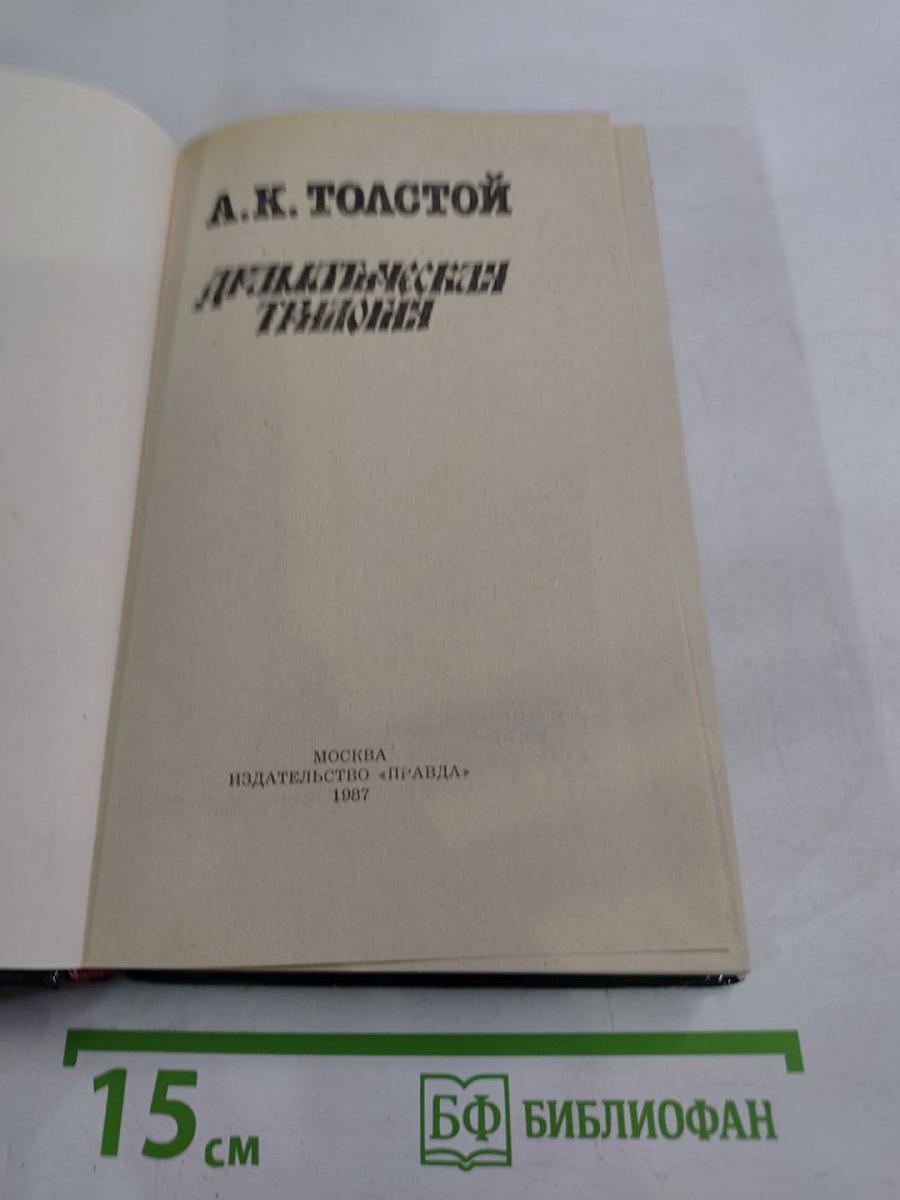 А.К. ТОЛСТОЙ
ДРАМАТИЧЕСКАЯ
ТРИЛОГИЯ
МОСКВА
ИЗДАТЕЛЬСТВО «ПРАВДА»
1987
15 см
БФ БИБЛИОФАН